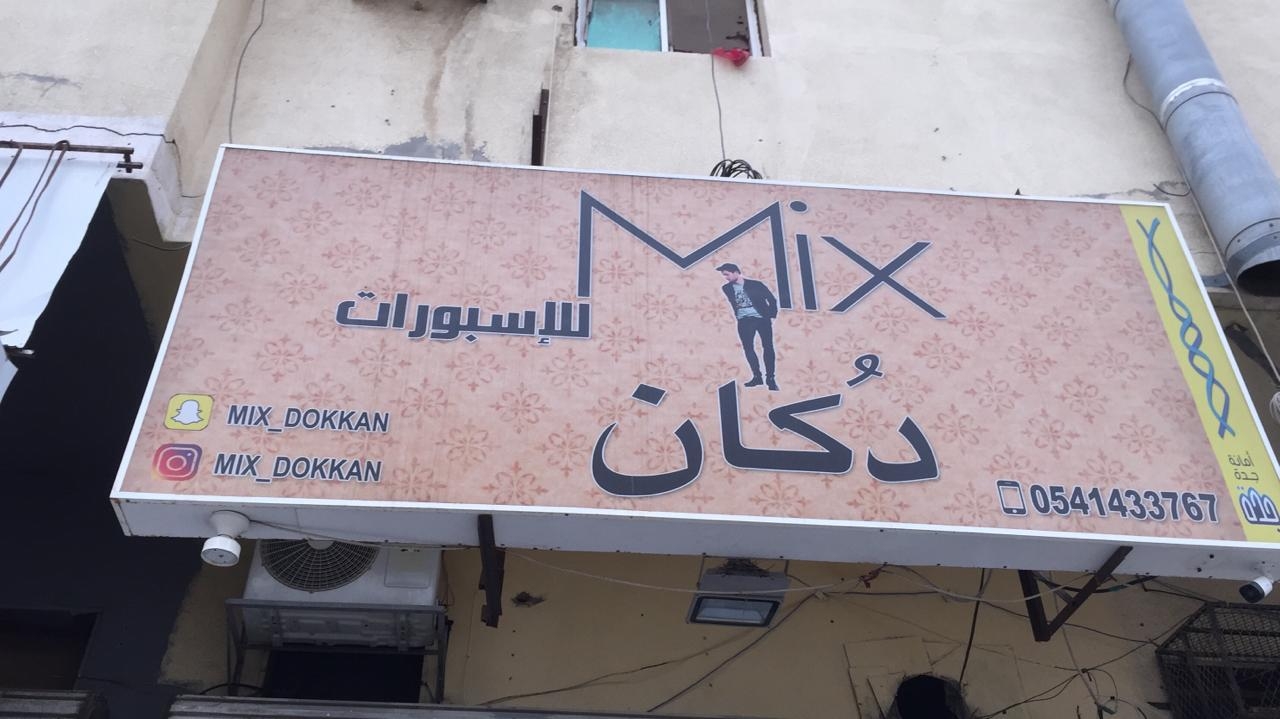 Mix
دُكان
للإسبورات
MIX_DOKKAN
MIX_DOKKAN
0541433767
أمانة
جدة